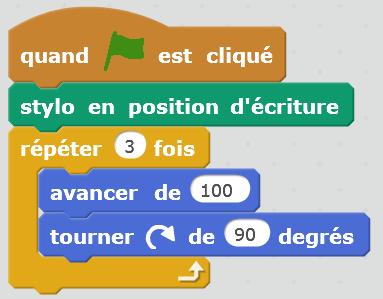 quand est cliqué
stylo en position d'écriture
répéter 3 fois
avancer de 100
tourner de 90 degrés